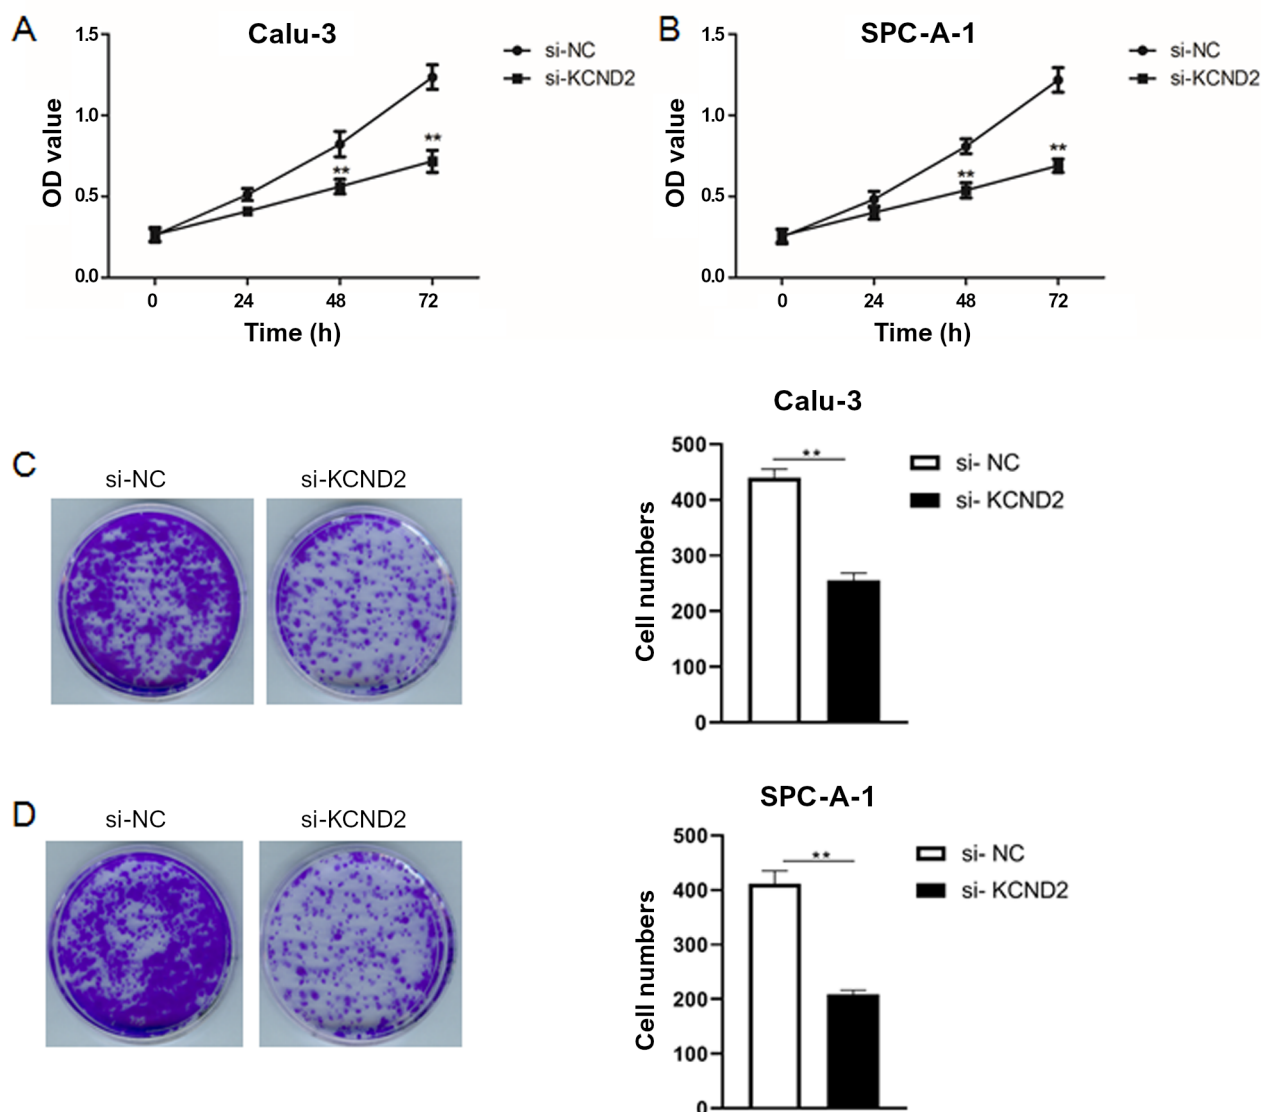 A
Calu-3
1.5
1.0
0.5
0.0
OD value
**
**
0 24 48 72
Time (h)
si-NC
si-KCND2
B
SPC-A-1
1.5
1.0
0.5
0.0
OD value
**
**
0 24 48 72
Time (h)
si-NC
si-KCND2
C
si-NC si-KCND2
Calu-3
500
400
300
200
100
0
Cell numbers
**
si- NC
si- KCND2
D
si-NC si-KCND2
SPC-A-1
500
400
300
200
100
0
Cell numbers
**
si- NC
si- KCND2